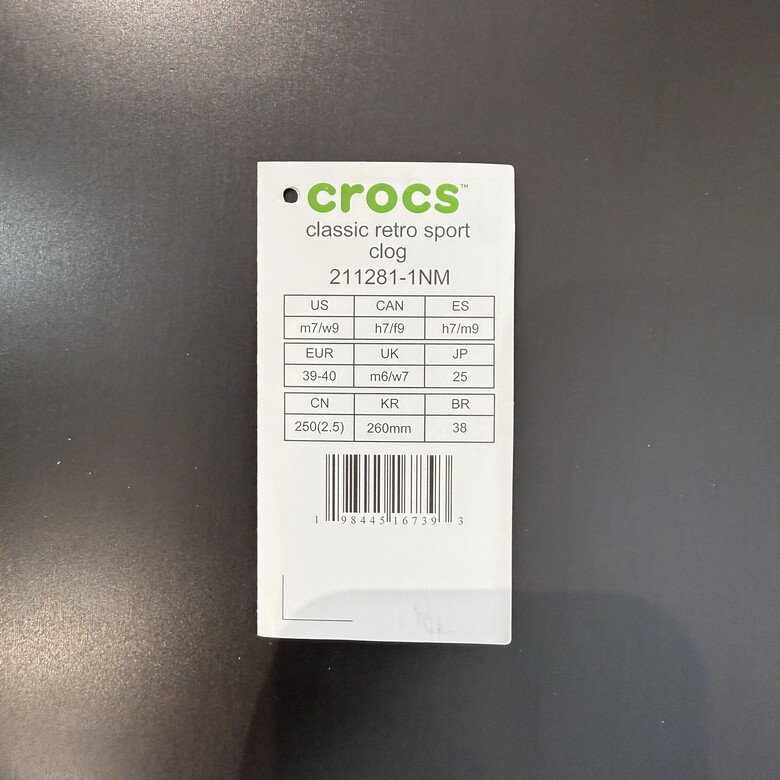 crocs™
classic retro sport
clog
211281-1NM
US CAN ES
m7/w9 h7/f9 h7/m9
EUR UK JP
39-40 m6/w7 25
CN KR BR
250(2.5) 260mm 38
1 98445 16739 3